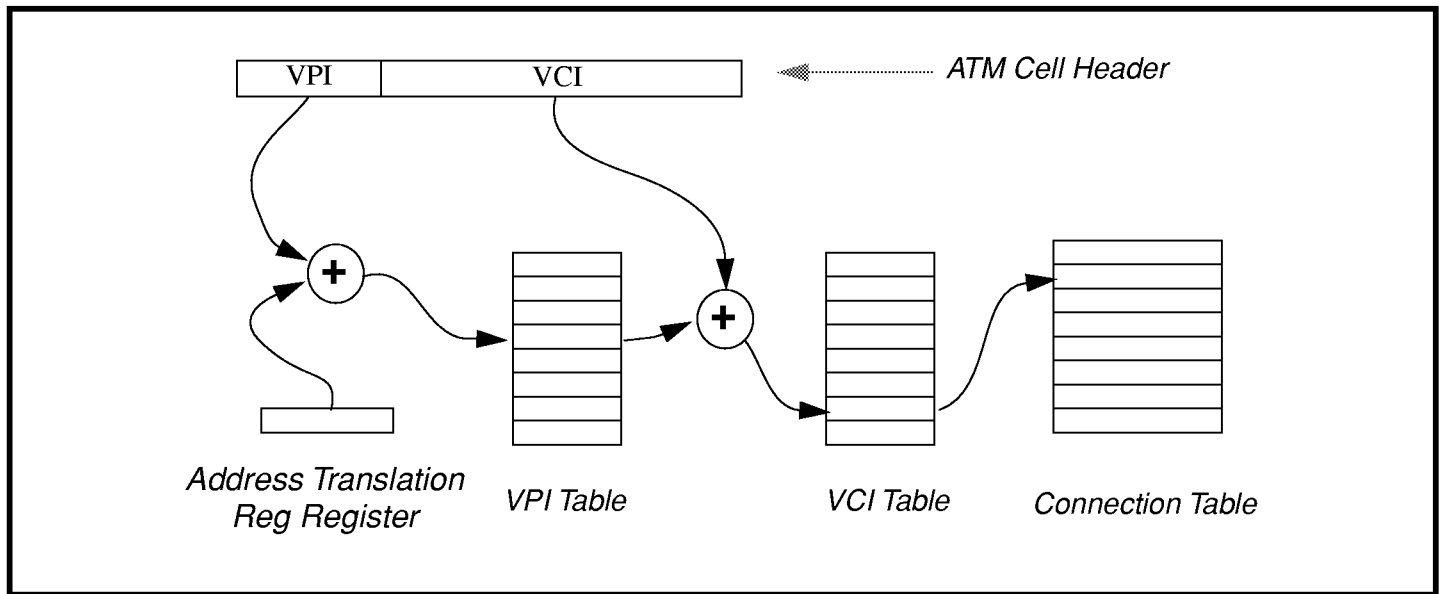 VPI VCI
ATM Cell Header
+
+
Address Translation
Reg Register
VPI Table
VCI Table
Connection Table